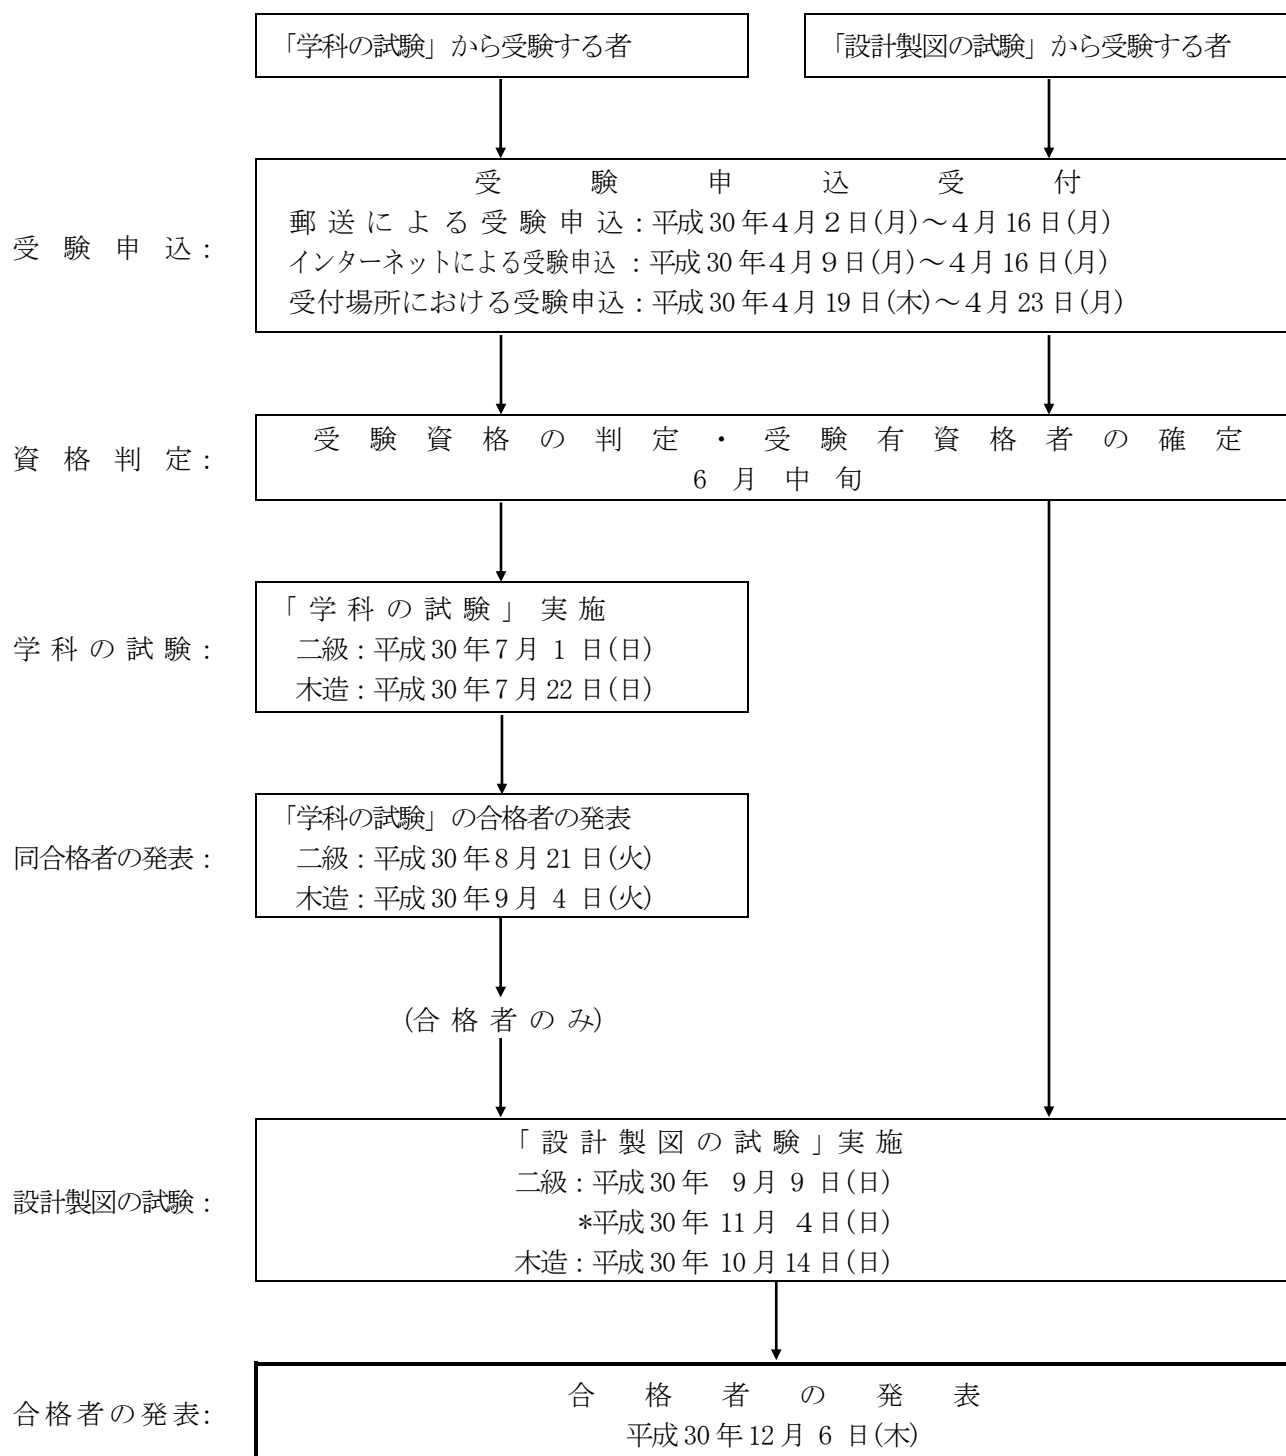 「学科の試験」から受験する者
「設計製図の試験」から受験する者
受験申込受付
郵送による受験申込：平成30年４月２日(月)～４月16日(月)
受験申込：
インターネットによる受験申込：平成30年４月９日(月)～４月16日(月)
受付場所における受験申込：平成30年４月19日(木)～４月23日(月)
受験資格の判定・受験有資格者の確定
資格判定：
6月中旬
「学科の試験」実施
学科の試験：
二級：平成30年７月 1 日(日)
木造：平成30年７月22日(日)
「学科の試験」の合格者の発表
同合格者の発表：
二級：平成30年８月21日(火)
木造：平成30年９月 4 日(火)
(合格者のみ)
「設計製図の試験」実施
設計製図の試験：
二級：平成30年 9月 9 日(日)
*平成30年 11月 ４日(日)
木造：平成30年 10月14日(日)
合格者の発表
合格者の発表：
平成30年12月 6 日(木)